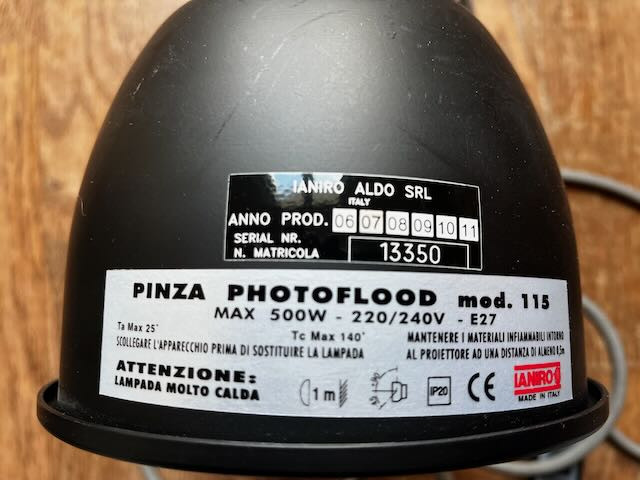 IANIRO ALDO SRL
ITALY
ANNO PROD. 06 07 08 09 10 11
SERIAL NR.
N. MATRICOLA 13350
PINZA PHOTOFLOOD mod. 115
MAX 500W - 220/240V - E27
Ta Max 25° Tc Max 140°
SCOLLEGARE L'APPARECCHIO PRIMA DI SOSTITUIRE LA LAMPADA
MANTENERE I MATERIALI INFIAMMABILI INTORNO
AL PROIETTORE AD UNA DISTANZA DI ALMENO 0,5m
ATTENZIONE:
LAMPADA MOLTO CALDA
1 m
IP20
CE
IANIRO
MADE IN ITALY